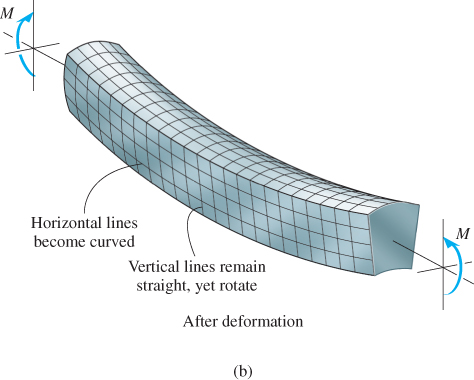 M
Horizontal lines
become curved
Vertical lines remain
straight, yet rotate
M
After deformation
(b)